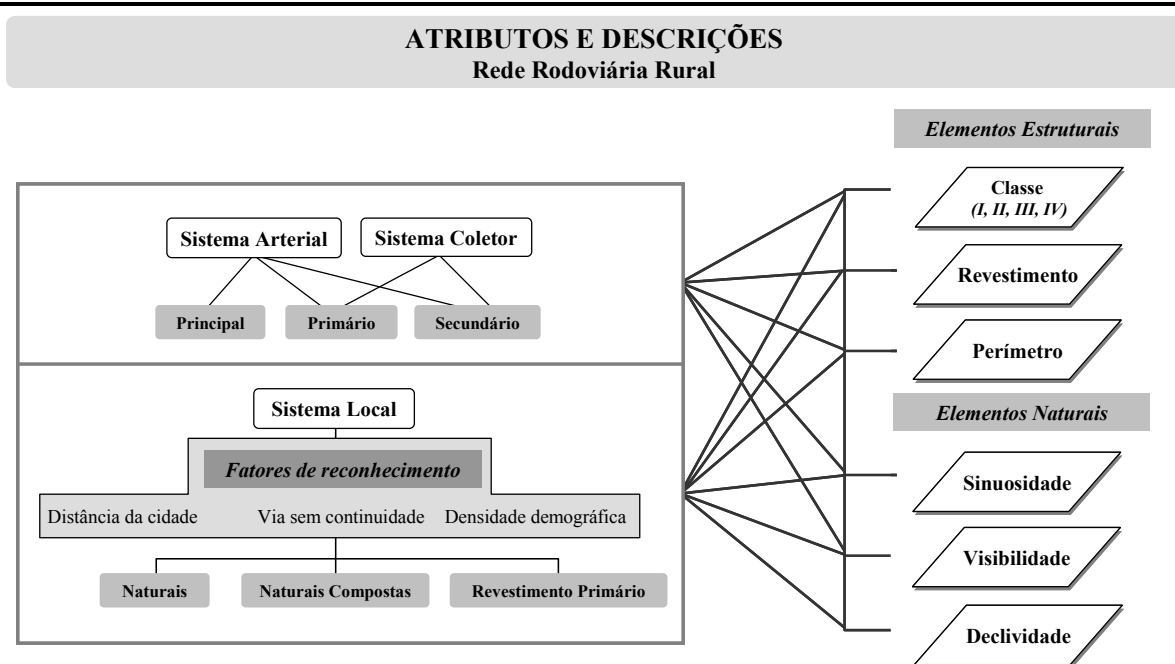 ATRIBUTOS E DESCRIÇÕES
Rede Rodoviária Rural
Sistema Arterial
Sistema Coletor
Principal
Primário
Secundário
Sistema Local
Fatores de reconhecimento
Distância da cidade
Via sem continuidade
Densidade demográfica
Naturais
Naturais Compostas
Revestimento Primário
Elementos Estruturais
Classe
(I, II, III, IV)
Revestimento
Perímetro
Elementos Naturais
Sinuosidade
Visibilidade
Declividade